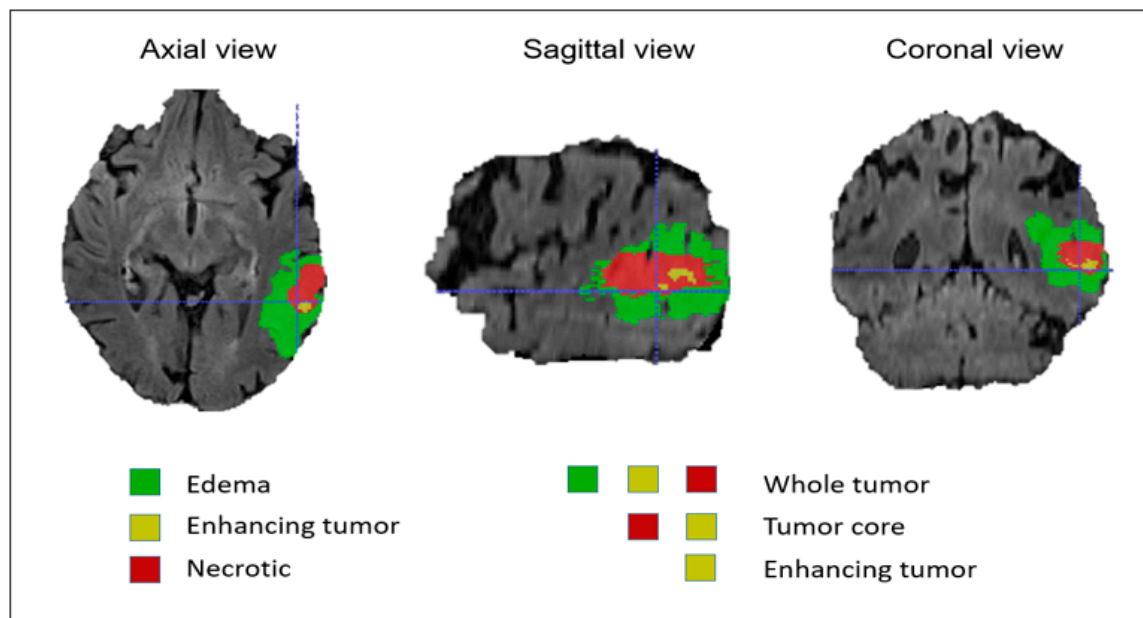 Axial view
Sagittal view
Coronal view
Edema
Enhancing tumor
Necrotic
Whole tumor
Tumor core
Enhancing tumor